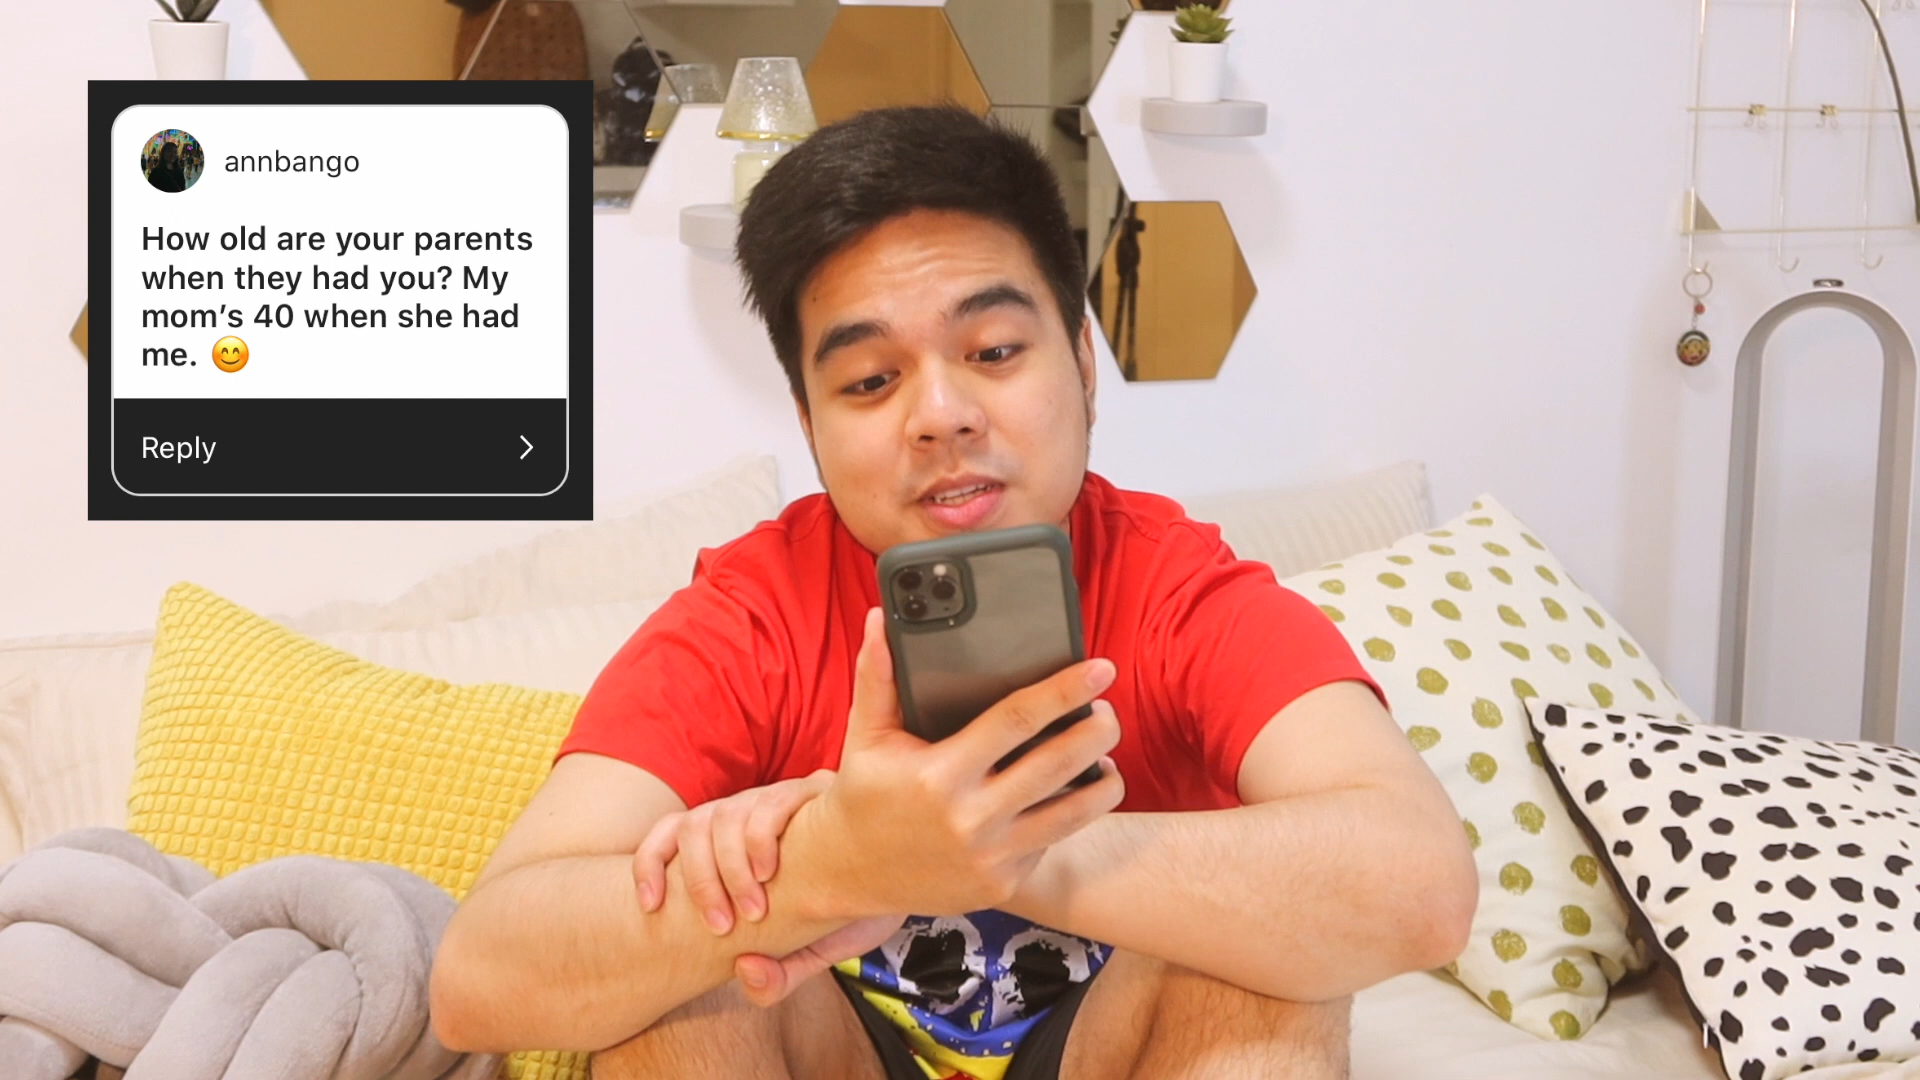 annbango
How old are your parents
when they had you? My
mom's 40 when she had
me. 😊
Reply